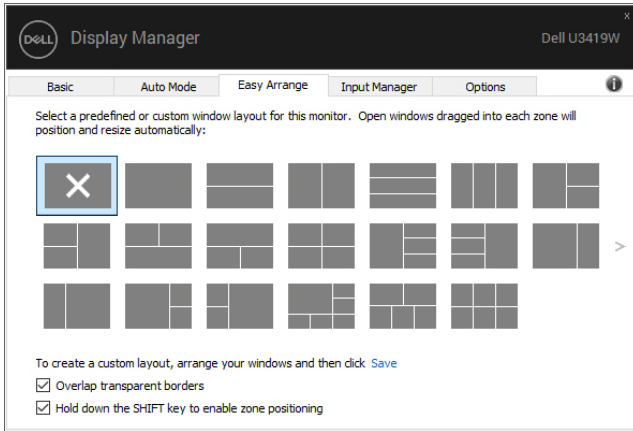 x
DELL Display Manager Dell U3419W
Basic Auto Mode Easy Arrange Input Manager Options i
Select a predefined or custom window layout for this monitor. Open windows dragged into each zone will
position and resize automatically:
>
To create a custom layout, arrange your windows and then click Save
Overlap transparent borders
Hold down the SHIFT key to enable zone positioning